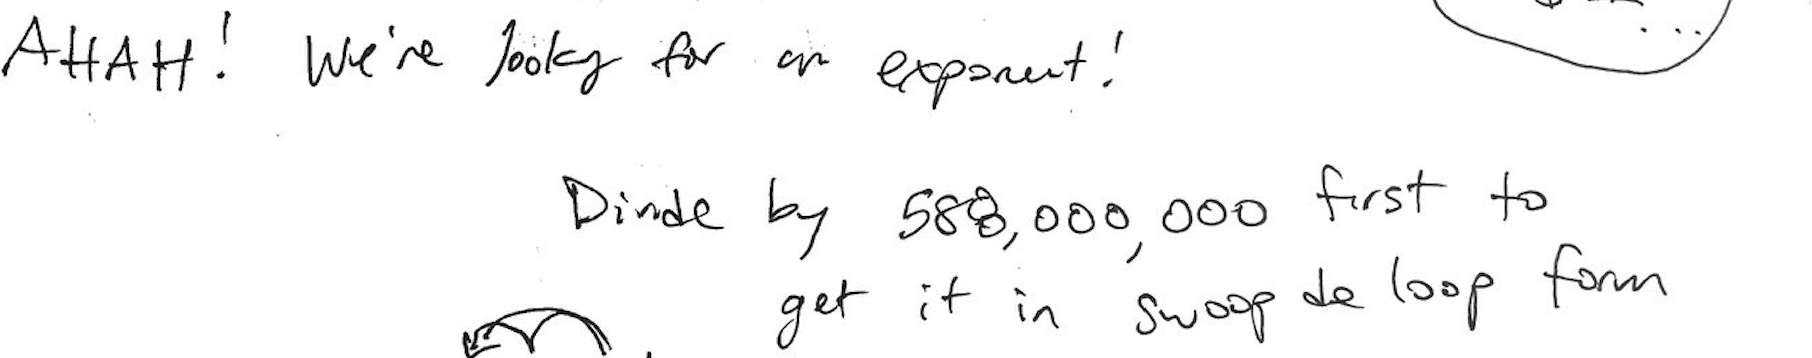 AHAH! We're looking for an exponent!
...
Divide by 588,000,000 first to
get it in swoop de loop form